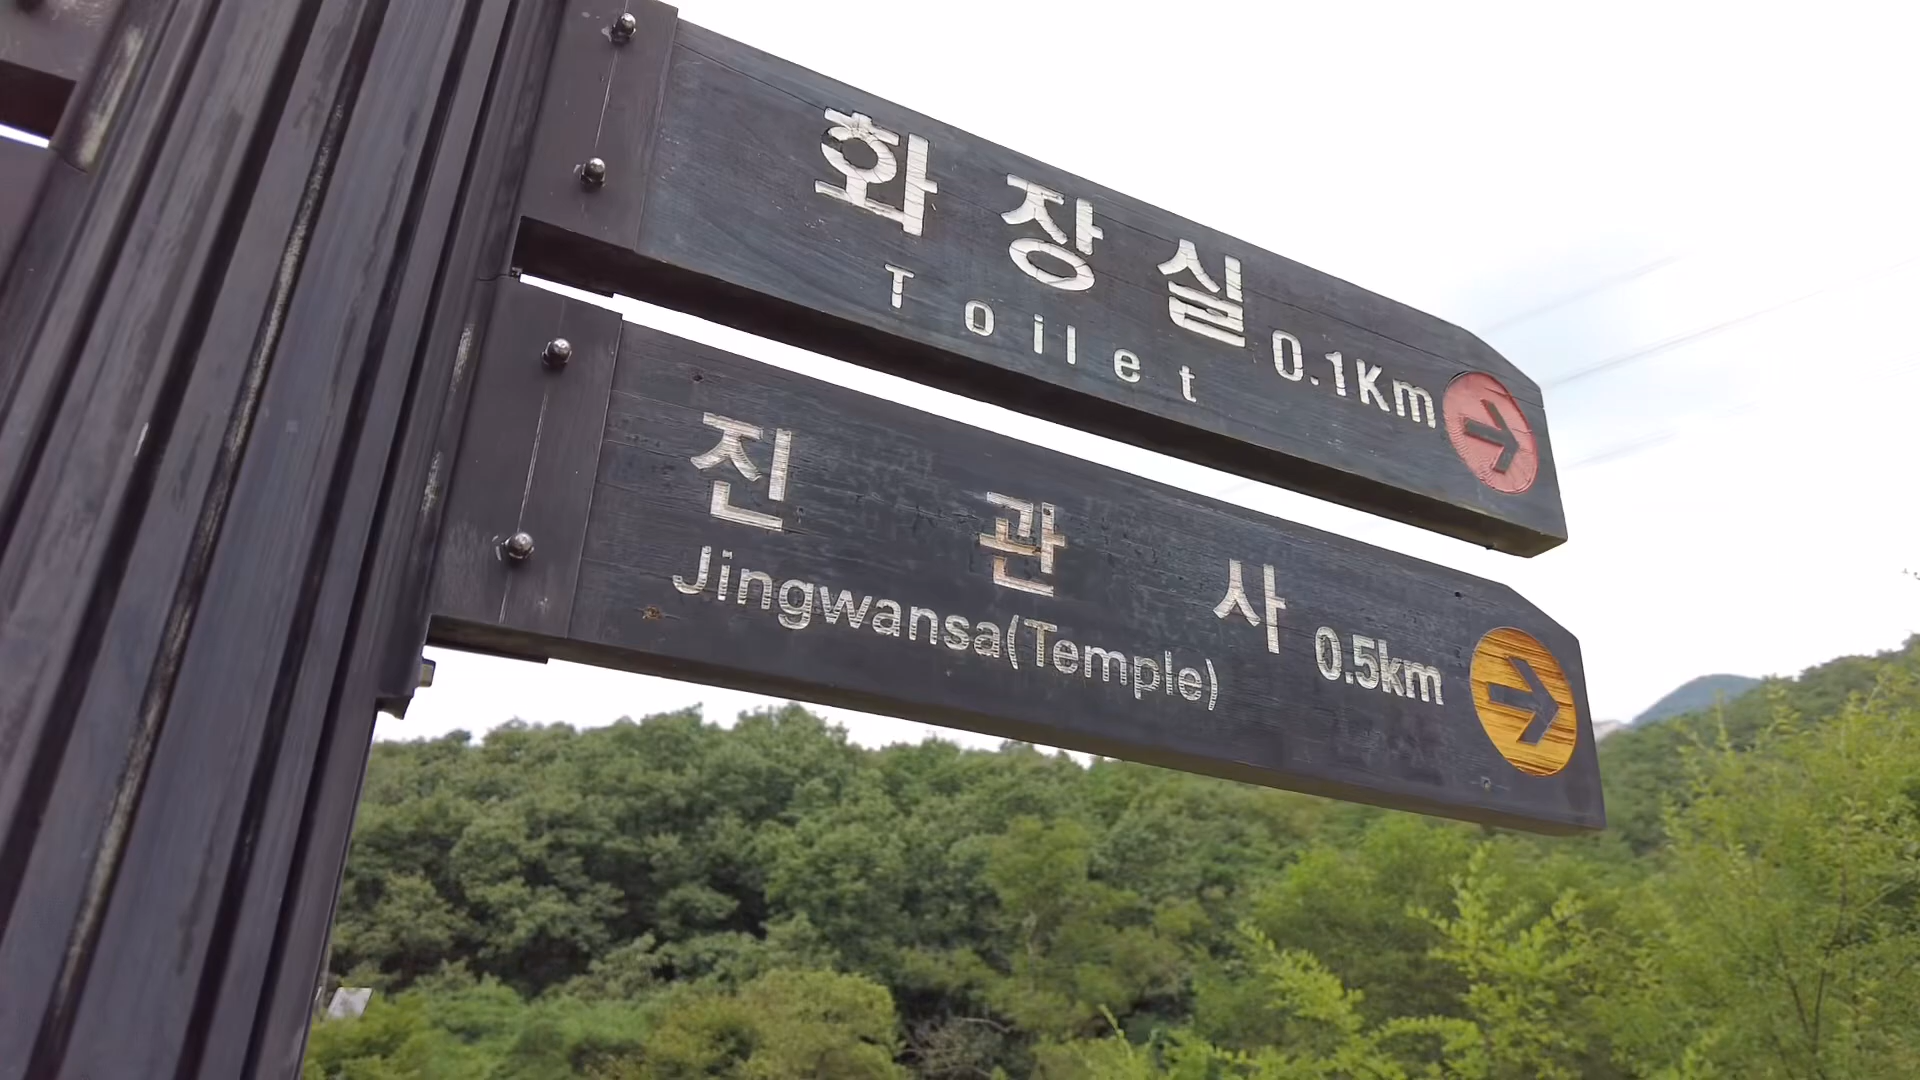 화장실 0.1Km
Toilet
진관사 0.5km
Jingwansa(Temple)